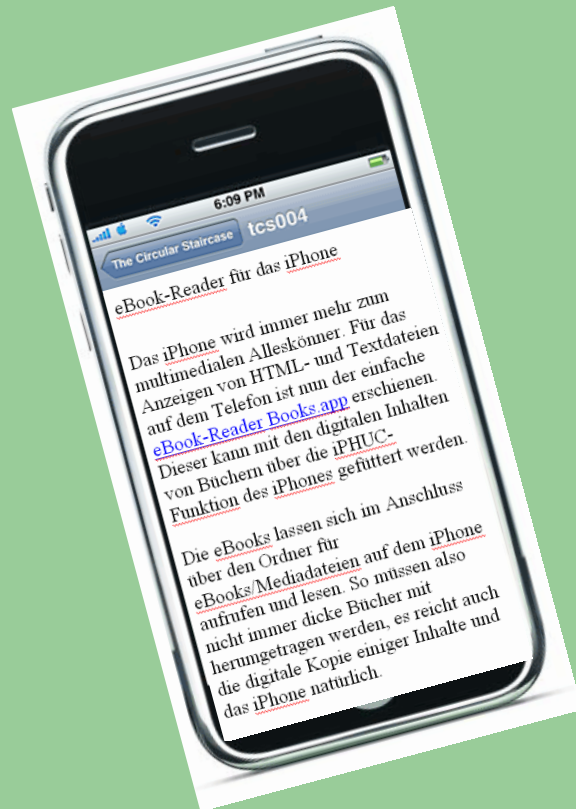 6:09 PM
The Circular Staircase
tcs004
eBook-Reader für das iPhone
Das iPhone wird immer mehr zum
multimedialen Alleskönner. Für das
Anzeigen von HTML- und Textdateien
auf dem Telefon ist nun der einfache
eBook-Reader Books.app erschienen.
Dieser kann mit den digitalen Inhalten
von Büchern über die iPHUC-
Funktion des iPhones gefüttert werden.
Die eBooks lassen sich im Anschluss
über den Ordner für
eBooks/Mediadateien auf dem iPhone
aufrufen und lesen. So müssen also
nicht immer dicke Bücher mit
herumgetragen werden, es reicht auch
die digitale Kopie einiger Inhalte und
das iPhone natürlich.